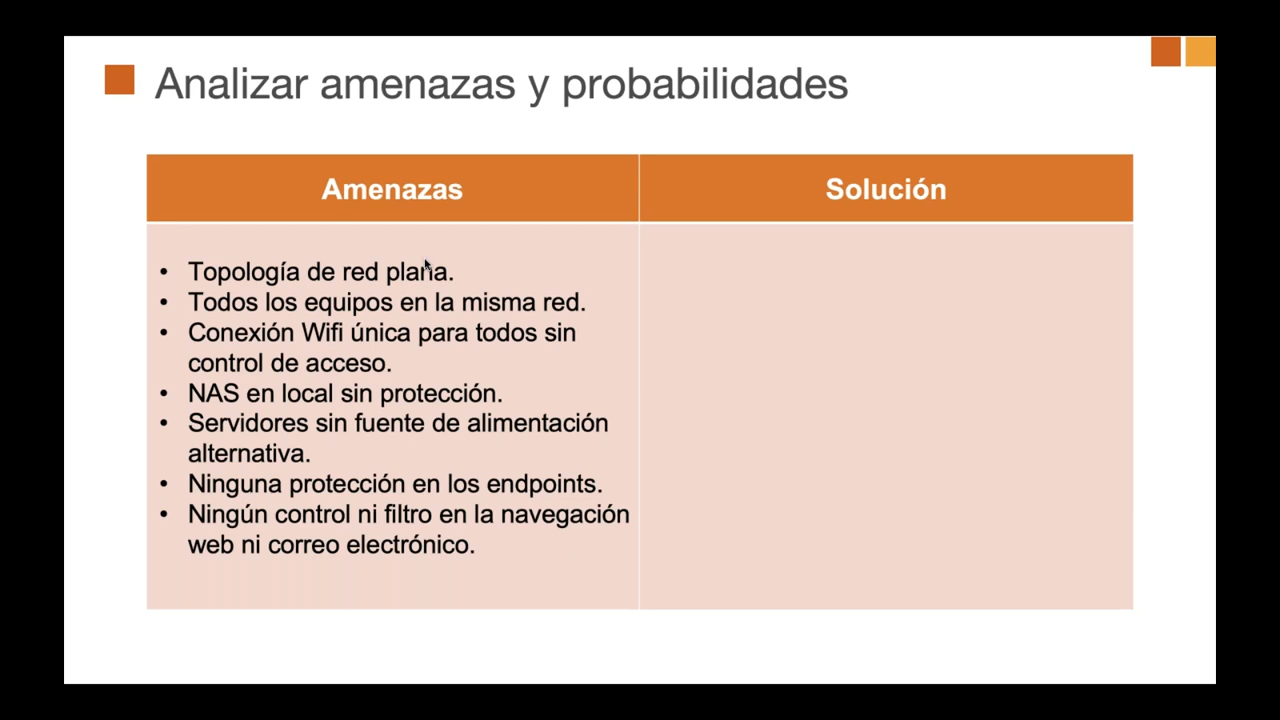 Analizar amenazas y probabilidades
Amenazas
Solución
• Topología de red plana.
• Todos los equipos en la misma red.
• Conexión Wifi única para todos sin
control de acceso.
• NAS en local sin protección.
• Servidores sin fuente de alimentación
alternativa.
• Ninguna protección en los endpoints.
• Ningún control ni filtro en la navegación
web ni correo electrónico.